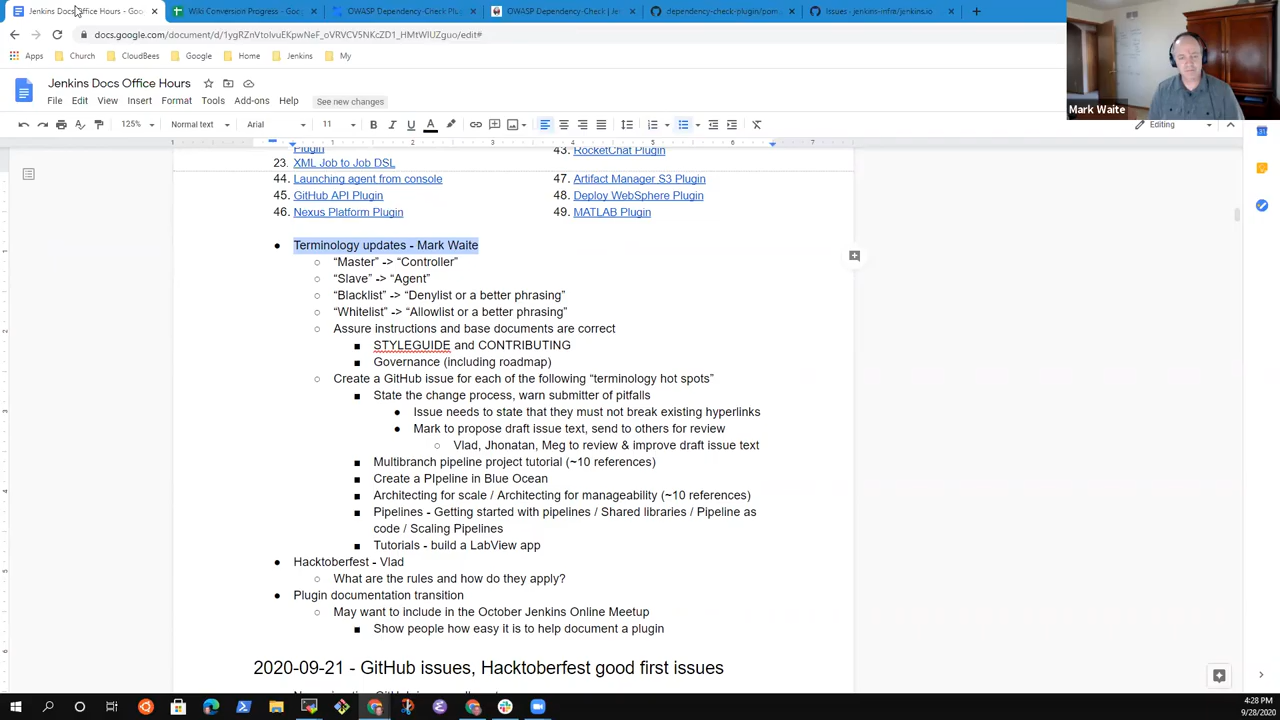 Jenkins Docs Office Hours - Goo
Wiki Conversion Progress - Goo
OWASP Dependency-Check Plu
OWASP Dependency-Check | Jen
dependency-check-plugin/pom.
Issues · jenkins-infra/jenkins.io
docs.google.com/document/d/1ygRZnVtoIvuEKpwNeF_oVRVCV5NKcZD1_HMtWIUZguo/edit#
Apps
Church
CloudBees
Google
Home
Jenkins
My
Jenkins Docs Office Hours
File Edit View Insert Format Tools Add-ons Help See new changes
125% Normal text Arial 11 Editing
Mark Waite
Plugin
43. RocketChat Plugin
23. XML Job to Job DSL
44. Launching agent from console
47. Artifact Manager S3 Plugin
45. GitHub API Plugin
48. Deploy WebSphere Plugin
46. Nexus Platform Plugin
49. MATLAB Plugin
● Terminology updates - Mark Waite
○ “Master” -> “Controller”
○ “Slave” -> “Agent”
○ “Blacklist” -> “Denylist or a better phrasing”
○ “Whitelist” -> “Allowlist or a better phrasing”
○ Assure instructions and base documents are correct
■ STYLEGUIDE and CONTRIBUTING
■ Governance (including roadmap)
○ Create a GitHub issue for each of the following “terminology hot spots”
■ State the change process, warn submitter of pitfalls
● Issue needs to state that they must not break existing hyperlinks
● Mark to propose draft issue text, send to others for review
○ Vlad, Jhonatan, Meg to review & improve draft issue text
■ Multibranch pipeline project tutorial (~10 references)
■ Create a PIpeline in Blue Ocean
■ Architecting for scale / Architecting for manageability (~10 references)
■ Pipelines - Getting started with pipelines / Shared libraries / Pipeline as
code / Scaling Pipelines
■ Tutorials - build a LabView app
● Hacktoberfest - Vlad
○ What are the rules and how do they apply?
● Plugin documentation transition
○ May want to include in the October Jenkins Online Meetup
■ Show people how easy it is to help document a plugin
2020-09-21 - GitHub issues, Hacktoberfest good first issues
4:28 PM
9/28/2020